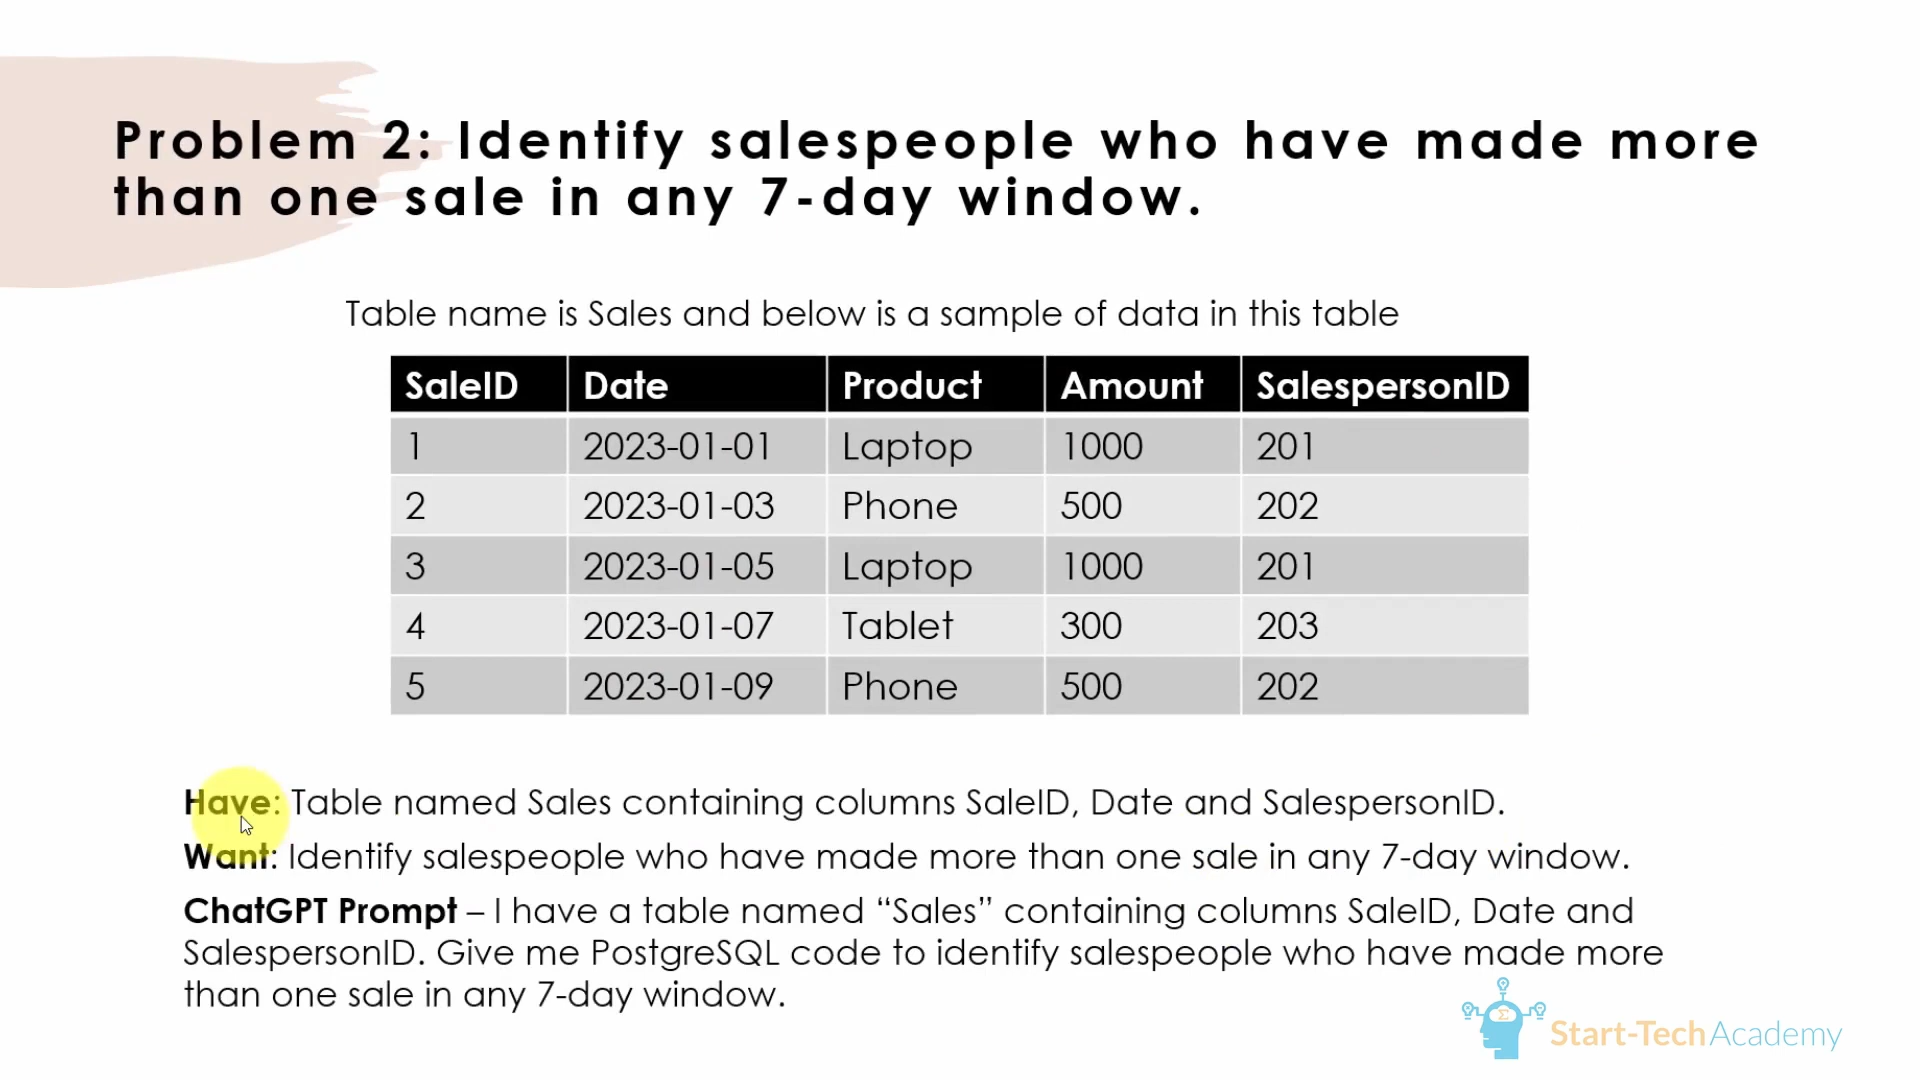 Problem 2: Identify salespeople who have made more
than one sale in any 7-day window.
Table name is Sales and below is a sample of data in this table
SaleID Date Product Amount SalespersonID
1 2023-01-01 Laptop 1000 201
2 2023-01-03 Phone 500 202
3 2023-01-05 Laptop 1000 201
4 2023-01-07 Tablet 300 203
5 2023-01-09 Phone 500 202
Have: Table named Sales containing columns SaleID, Date and SalespersonID.
Want: Identify salespeople who have made more than one sale in any 7-day window.
ChatGPT Prompt – I have a table named “Sales” containing columns SaleID, Date and
SalespersonID. Give me PostgreSQL code to identify salespeople who have made more
than one sale in any 7-day window.
Start-TechAcademy